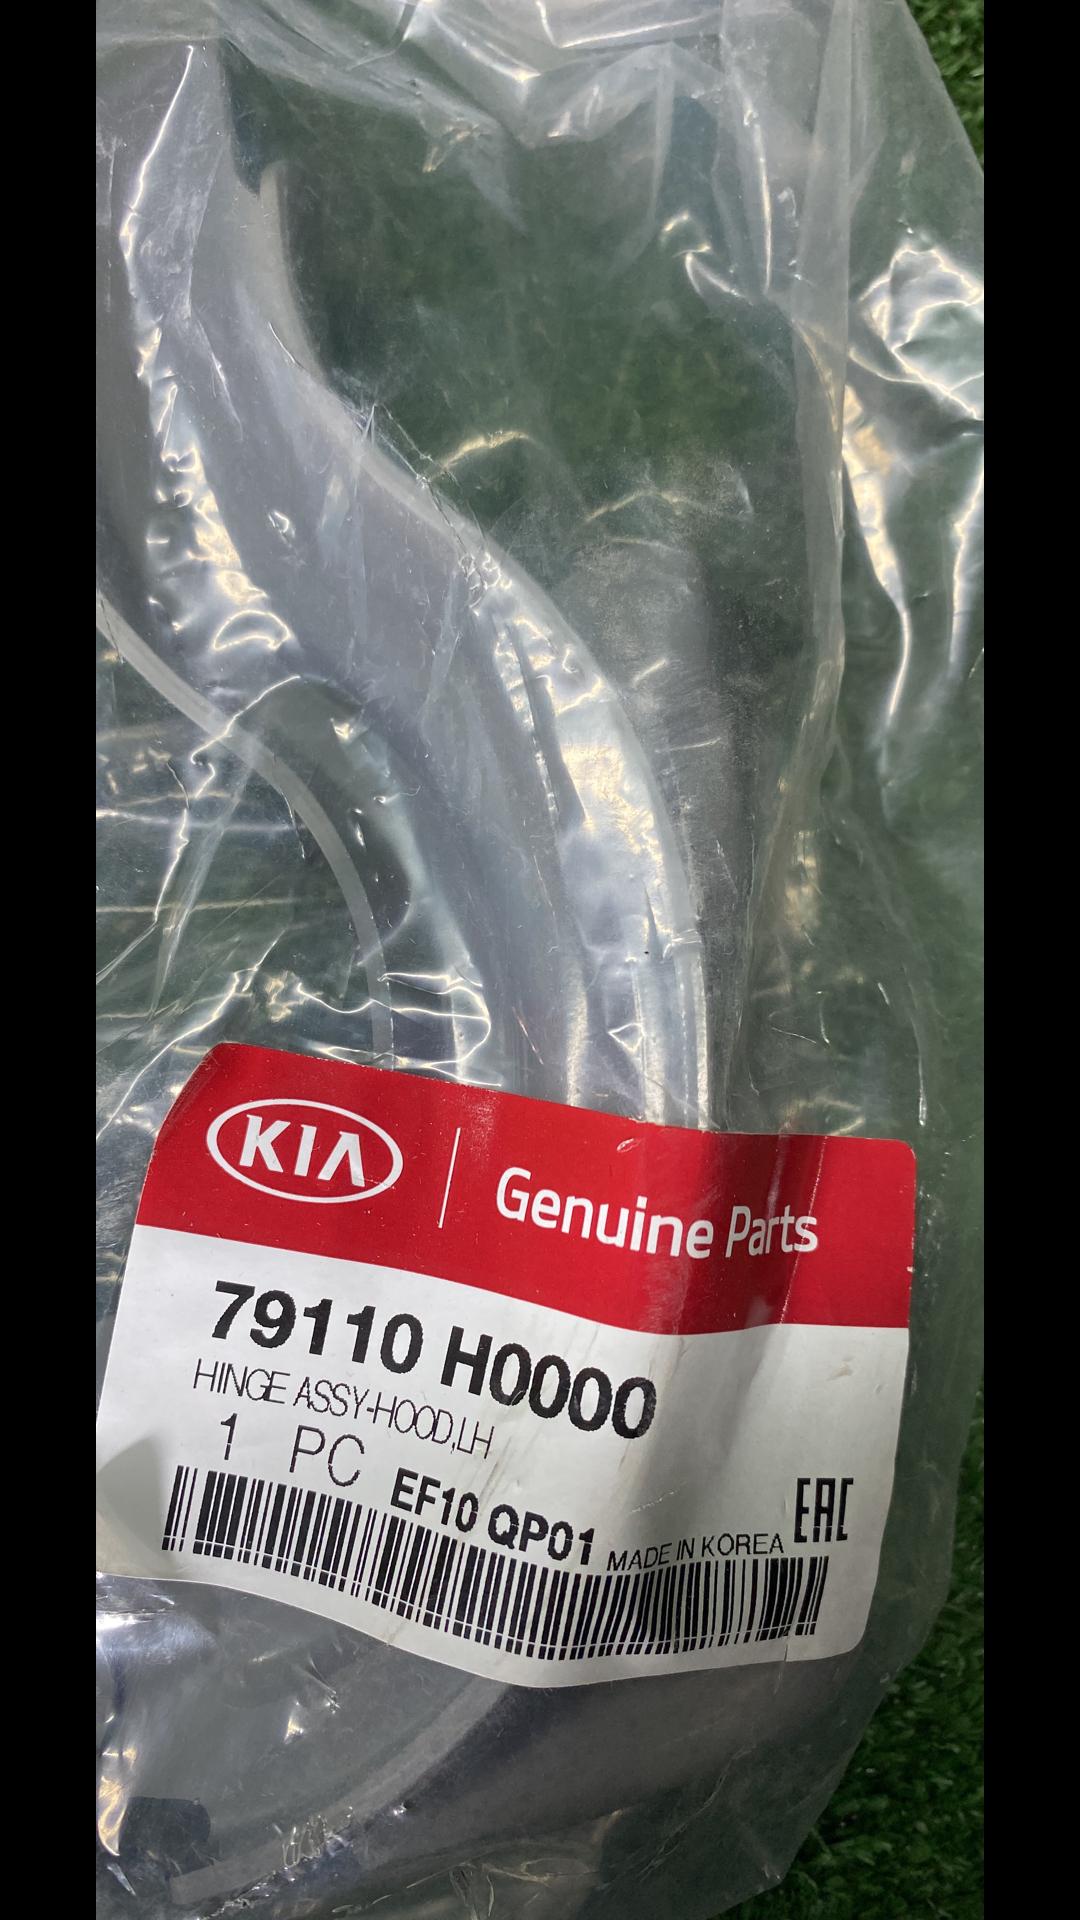 KIA Genuine Parts
79110 H0000
HINGE ASSY-HOOD,LH
1 PC EF10 QP01
MADE IN KOREA EAC